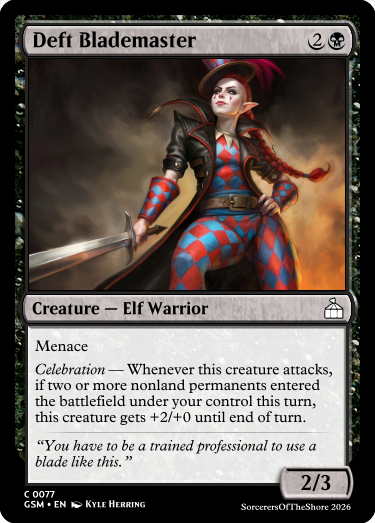 Deft Blademaster 2
Creature — Elf Warrior
Menace
Celebration — Whenever this creature attacks,
if two or more nonland permanents entered
the battlefield under your control this turn,
this creature gets +2/+0 until end of turn.
“You have to be a trained professional to use a
blade like this.”
2/3
C 0077
GSM • EN Kyle Herring
SorcerersOfTheShore 2026